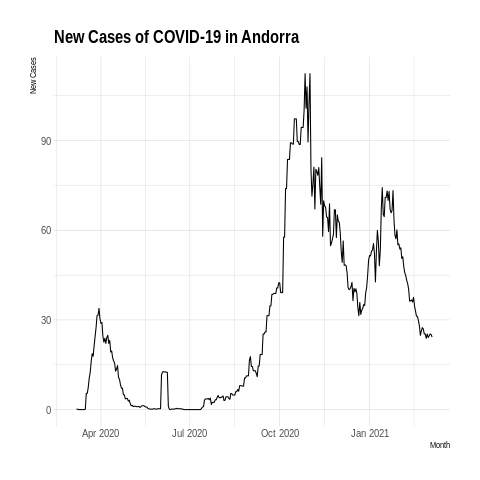 New Cases of COVID-19 in Andorra
New Cases
90
60
30
0
Apr 2020
Jul 2020
Oct 2020
Jan 2021
Month